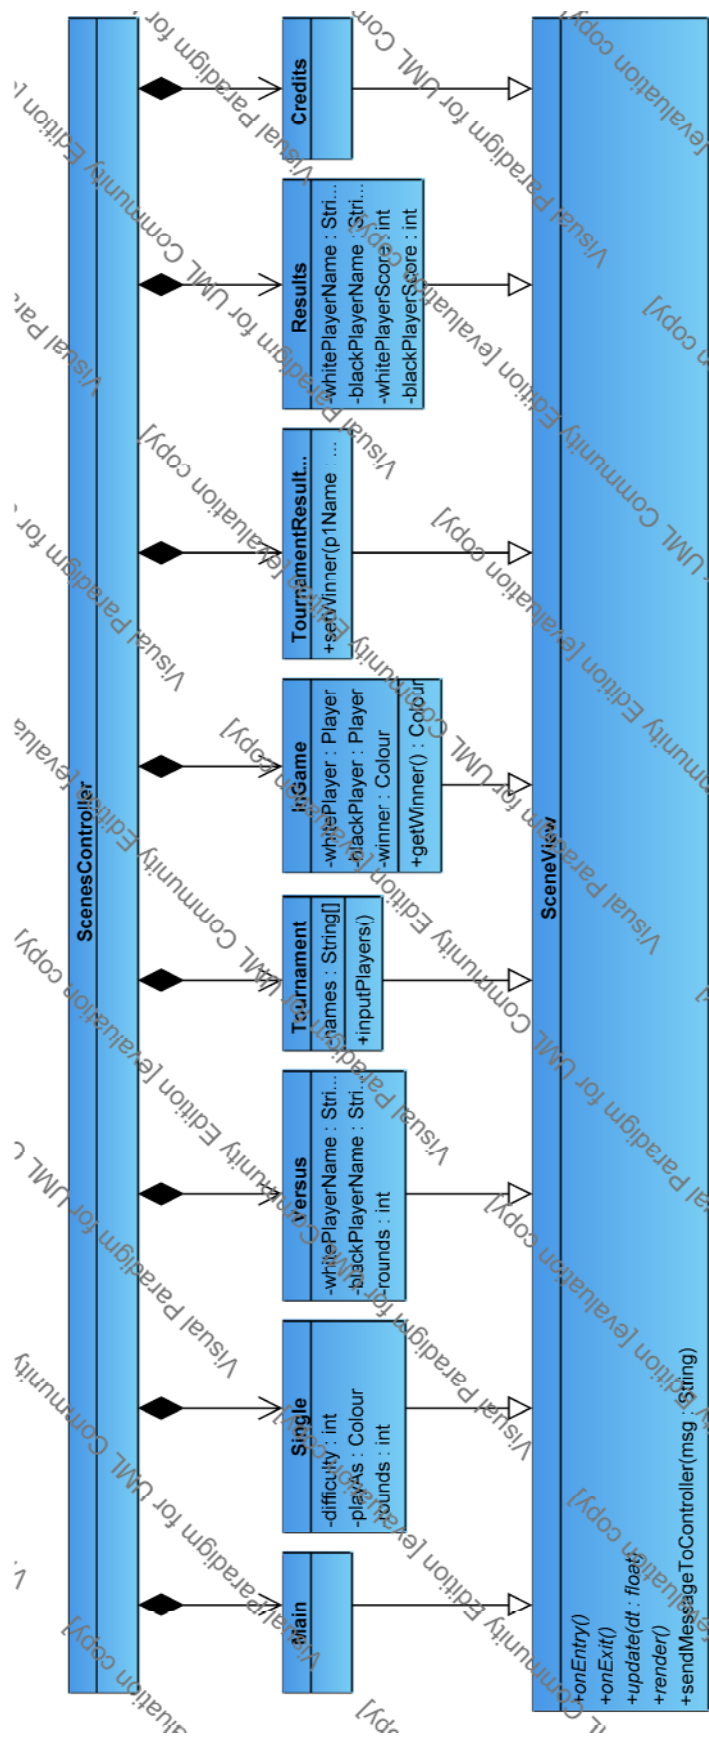 ScenesController
Main
Single
-difficulty : int
-playAs : Colour
-rounds : int
Versus
-whitePlayerName : Stri...
-blackPlayerName : Stri...
-rounds : int
Tournament
-names : String[]
+inputPlayers()
InGame
-whitePlayer : Player
-blackPlayer : Player
-winner : Colour
+getWinner() : Colour
TournamentResult...
+setWinner(p1Name : ...
Results
-whitePlayerName : Stri...
-blackPlayerName : Stri...
-whitePlayerScore : int
-blackPlayerScore : int
Credits
SceneView
+onEntry()
+onExit()
+update(dt : float)
+render()
+sendMessageToController(msg : String)
Visual Paradigm for UML Community Edition [evaluation copy]